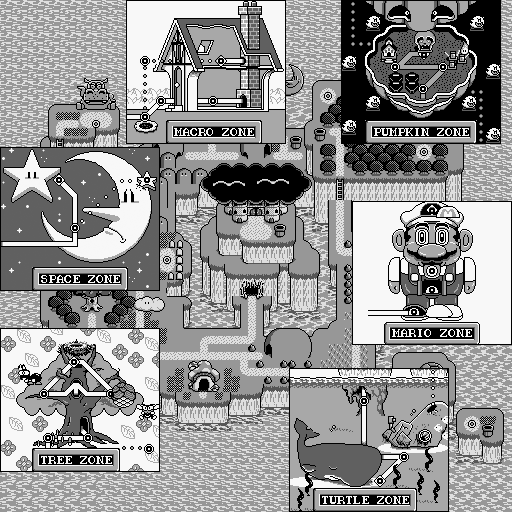 MACRO ZONE
PUMPKIN ZONE
SPACE ZONE
MARIO ZONE
TREE ZONE
TURTLE ZONE